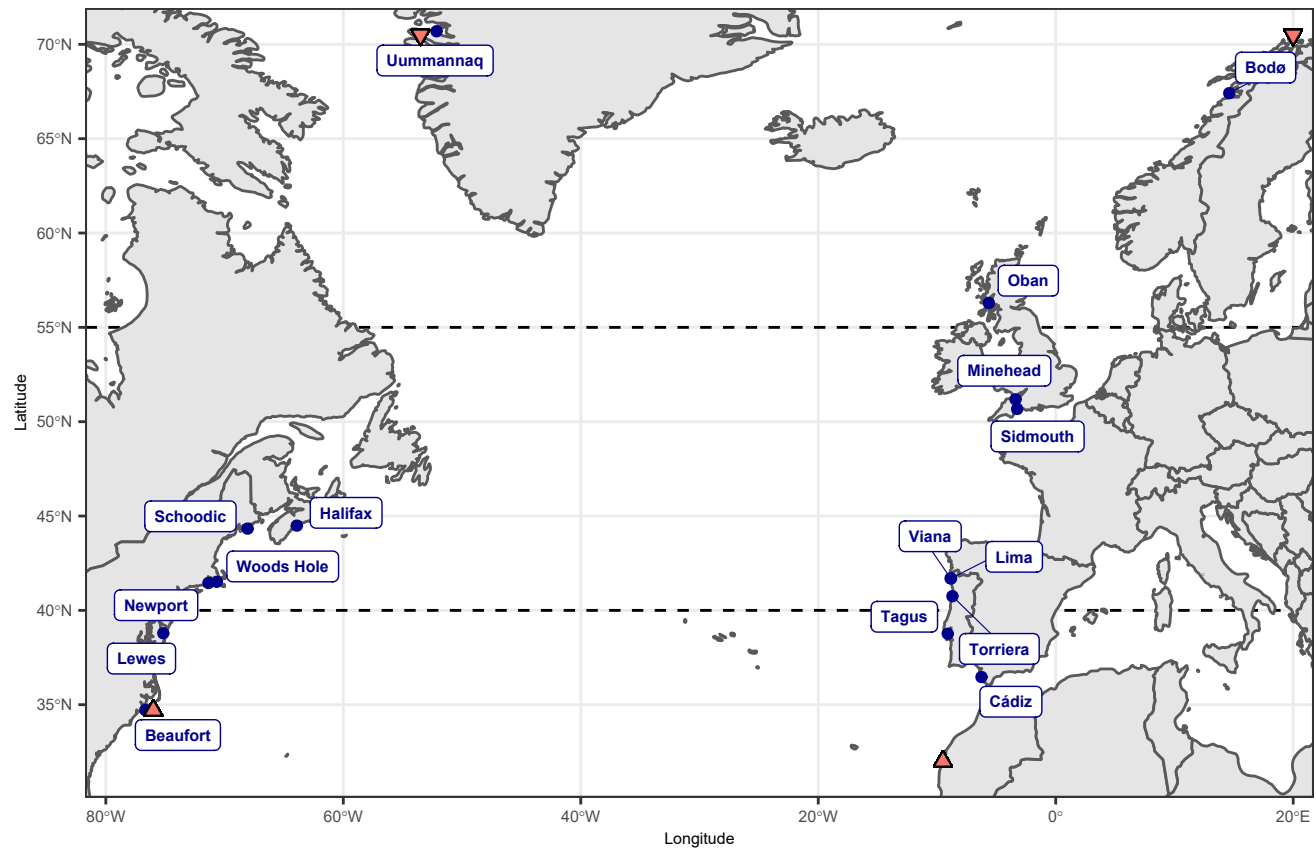 70°N
Uummannaq
Bodø
65°N
60°N
Oban
55°N
Minehead
50°N
Sidmouth
Schoodic
Halifax
45°N
Viana
Lima
Woods Hole
Newport
40°N
Tagus
Torriera
Lewes
Cádiz
35°N
Beaufort
Latitude
80°W
60°W
40°W
20°W
0°
20°E
Longitude